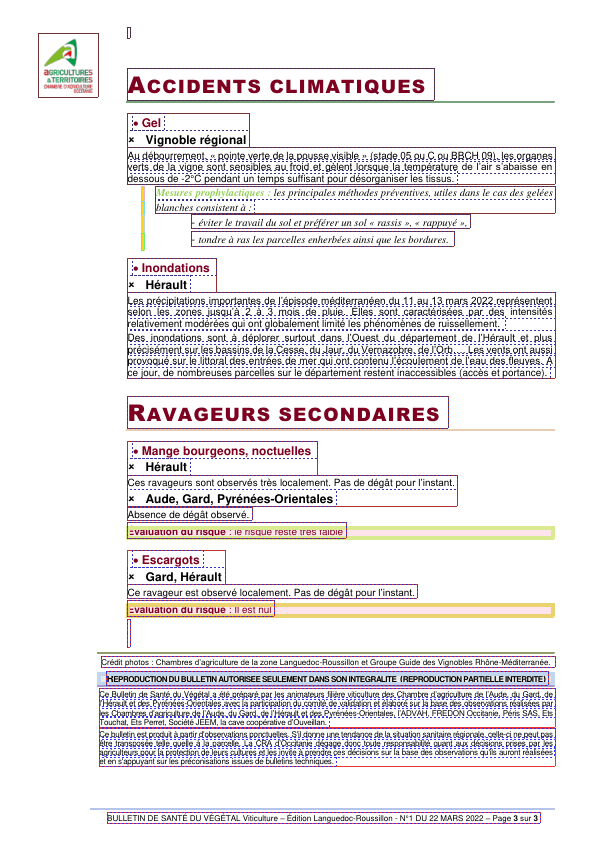 AGRICULTURES
& TERRITOIRES
CHAMBRE D'AGRICULTURE
OCCITANIE
ACCIDENTS CLIMATIQUES
• Gel
Vignoble régional
Au débourrement, « pointe verte de la pousse visible » (stade 05 ou C ou BBCH 09), les organes
verts de la vigne sont sensibles au froid et gèlent lorsque la température de l'air s'abaisse en
dessous de -2°C pendant un temps suffisant pour désorganiser les tissus.
Mesures prophylactiques : les principales méthodes préventives, utiles dans le cas des gelées
blanches consistent à :
- éviter le travail du sol et préférer un sol « rassis », « rappuyé »,
- tondre à ras les parcelles enherbées ainsi que les bordures.
• Inondations
Hérault
Les précipitations importantes de l'épisode méditerranéen du 11 au 13 mars 2022 représentent
selon les zones jusqu'à 2 à 3 mois de pluie. Elles sont caractérisées par des intensités
relativement modérées qui ont globalement limité les phénomènes de ruissellement.
Des inondations sont à déplorer surtout dans l'Ouest du département de l'Hérault et plus
précisément sur les bassins de la Cesse, du Jaur, du Vernazobre, de l'Orb… Les vents ont aussi
provoqué sur le littoral des entrées de mer qui ont contenu l'écoulement de l'eau des fleuves. A
ce jour, de nombreuses parcelles sur le département restent inaccessibles (accès et portance).
RAVAGEURS SECONDAIRES
• Mange bourgeons, noctuelles
Hérault
Ces ravageurs sont observés très localement. Pas de dégât pour l'instant.
Aude, Gard, Pyrénées-Orientales
Absence de dégât observé.
Evaluation du risque : le risque reste très faible
• Escargots
Gard, Hérault
Ce ravageur est observé localement. Pas de dégât pour l'instant.
Evaluation du risque : Il est nul
Crédit photos : Chambres d'agriculture de la zone Languedoc-Roussillon et Groupe Guide des Vignobles Rhône-Méditerranée.
REPRODUCTION DU BULLETIN AUTORISEE SEULEMENT DANS SON INTEGRALITE (REPRODUCTION PARTIELLE INTERDITE)
Ce Bulletin de Santé du Végétal a été préparé par les animateurs filière viticulture des Chambres d'agriculture de l'Aude, du Gard, de
l'Hérault et des Pyrénées-Orientales avec la participation du comité de validation et élaboré sur la base des observations réalisées par
les Chambres d'agriculture de l'Aude, du Gard, de l'Hérault et des Pyrénées-Orientales, l'ADVAH, FREDON Occitanie, Péris SAS, Ets
Touchat, Ets Perret, Société JEEM, la cave coopérative d'Ouveillan.
Ce bulletin est produit à partir d'observations ponctuelles. S'il donne une tendance de la situation sanitaire régionale, celle-ci ne peut pas
être transposée telle quelle à la parcelle. La CRA d'Occitanie dégage donc toute responsabilité quant aux décisions prises par les
agriculteurs pour la protection de leurs cultures et les invite à prendre ces décisions sur la base des observations qu'ils auront réalisées
et en s'appuyant sur les préconisations issues de bulletins techniques.
BULLETIN DE SANTÉ DU VÉGÉTAL Viticulture – Édition Languedoc-Roussillon - N°1 DU 22 MARS 2022 – Page 3 sur 3